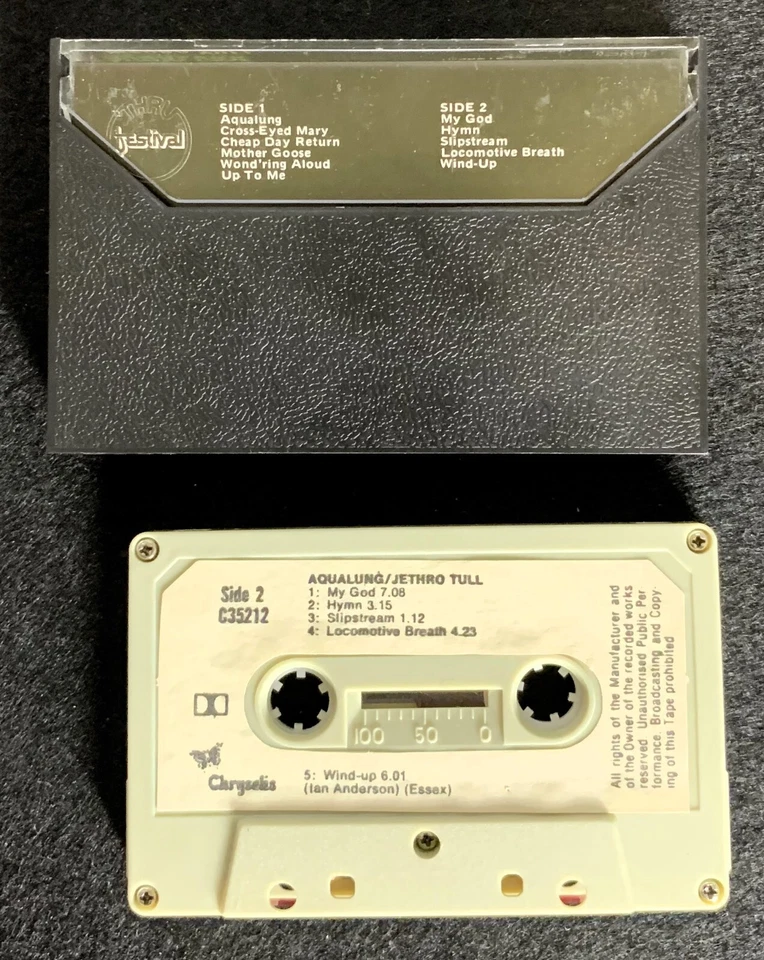 THRU
festival
SIDE 1
Aqualung
Cross-Eyed Mary
Cheap Day Return
Mother Goose
Wond'ring Aloud
Up To Me
SIDE 2
My God
Hymn
Slipstream
Locomotive Breath
Wind-Up
Side 2
C35212
AQUALUNG/JETHRO TULL
1: My God 7.08
2: Hymn 3.15
3: Slipstream 1.12
4: Locomotive Breath 4.23
100 50 0
Chrysalis
5: Wind-up 6.01
(Ian Anderson) (Essex)
All rights of the Manufacturer and
of the Owner of the recorded works
reserved Unauthorised Public Per
formance, Broadcasting and Copy-
ing of this Tape prohibited